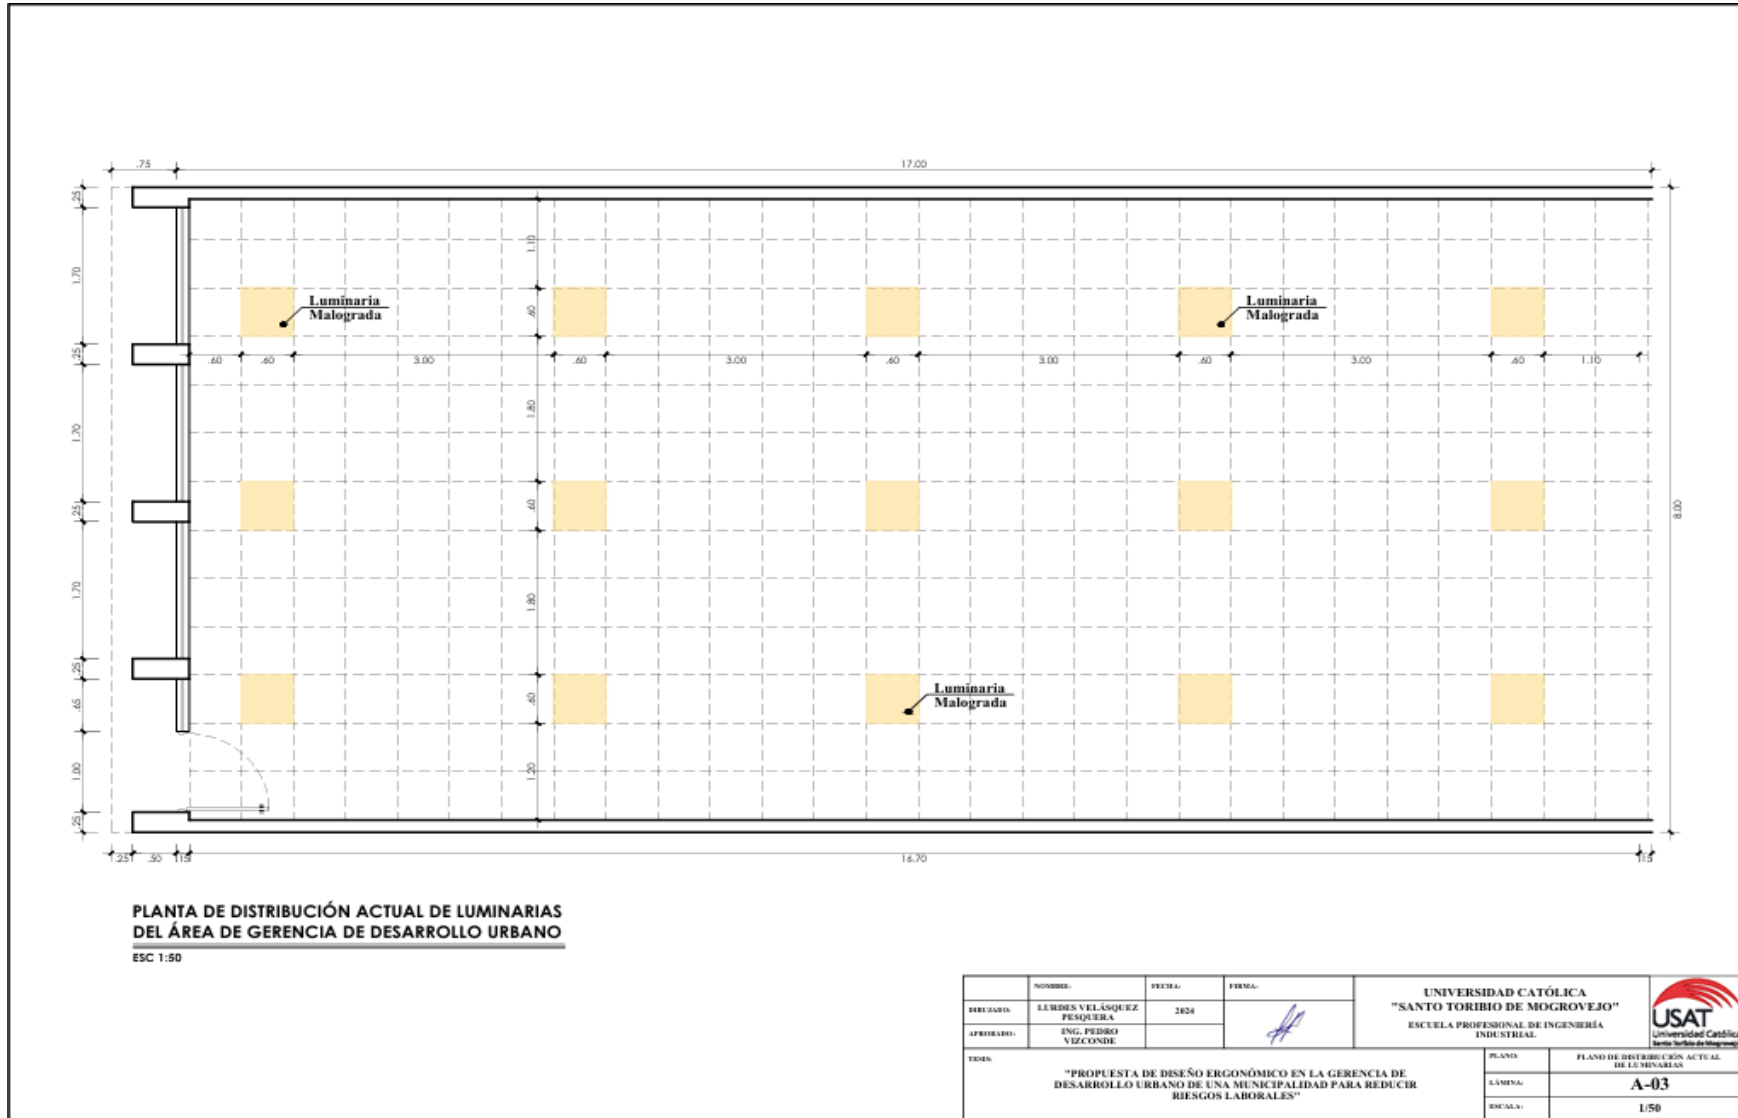 .75
17.00
.25
1.70
.25
1.70
.25
1.70
.25
.65
1.00
.25
1.10
.60
1.80
.60
1.80
.60
1.20
Luminaria
Malograda
Luminaria
Malograda
.60
.60
3.00
.60
3.00
.60
3.00
.60
3.00
.60
1.10
8.00
Luminaria
Malograda
.25
.50
.15
16.70
.15
PLANTA DE DISTRIBUCIÓN ACTUAL DE LUMINARIAS
DEL ÁREA DE GERENCIA DE DESARROLLO URBANO
ESC 1:50
NOMBRE:
FECHA:
FIRMA:
DIBUJADO:
LURDES VELÁSQUEZ
PESQUERA
2024
APROBADO:
ING. PEDRO
VIZCONDE
UNIVERSIDAD CATÓLICA
"SANTO TORIBIO DE MOGROVEJO"
ESCUELA PROFESIONAL DE INGENIERÍA
INDUSTRIAL
USAT
Universidad Católica
Santo Toribio de Mogrovejo
TESIS:
"PROPUESTA DE DISEÑO ERGONÓMICO EN LA GERENCIA DE
DESARROLLO URBANO DE UNA MUNICIPALIDAD PARA REDUCIR
RIESGOS LABORALES"
PLANO:
PLANO DE DISTRIBUCIÓN ACTUAL
DE LUMINARIAS
LÁMINA:
A-03
ESCALA:
1/50